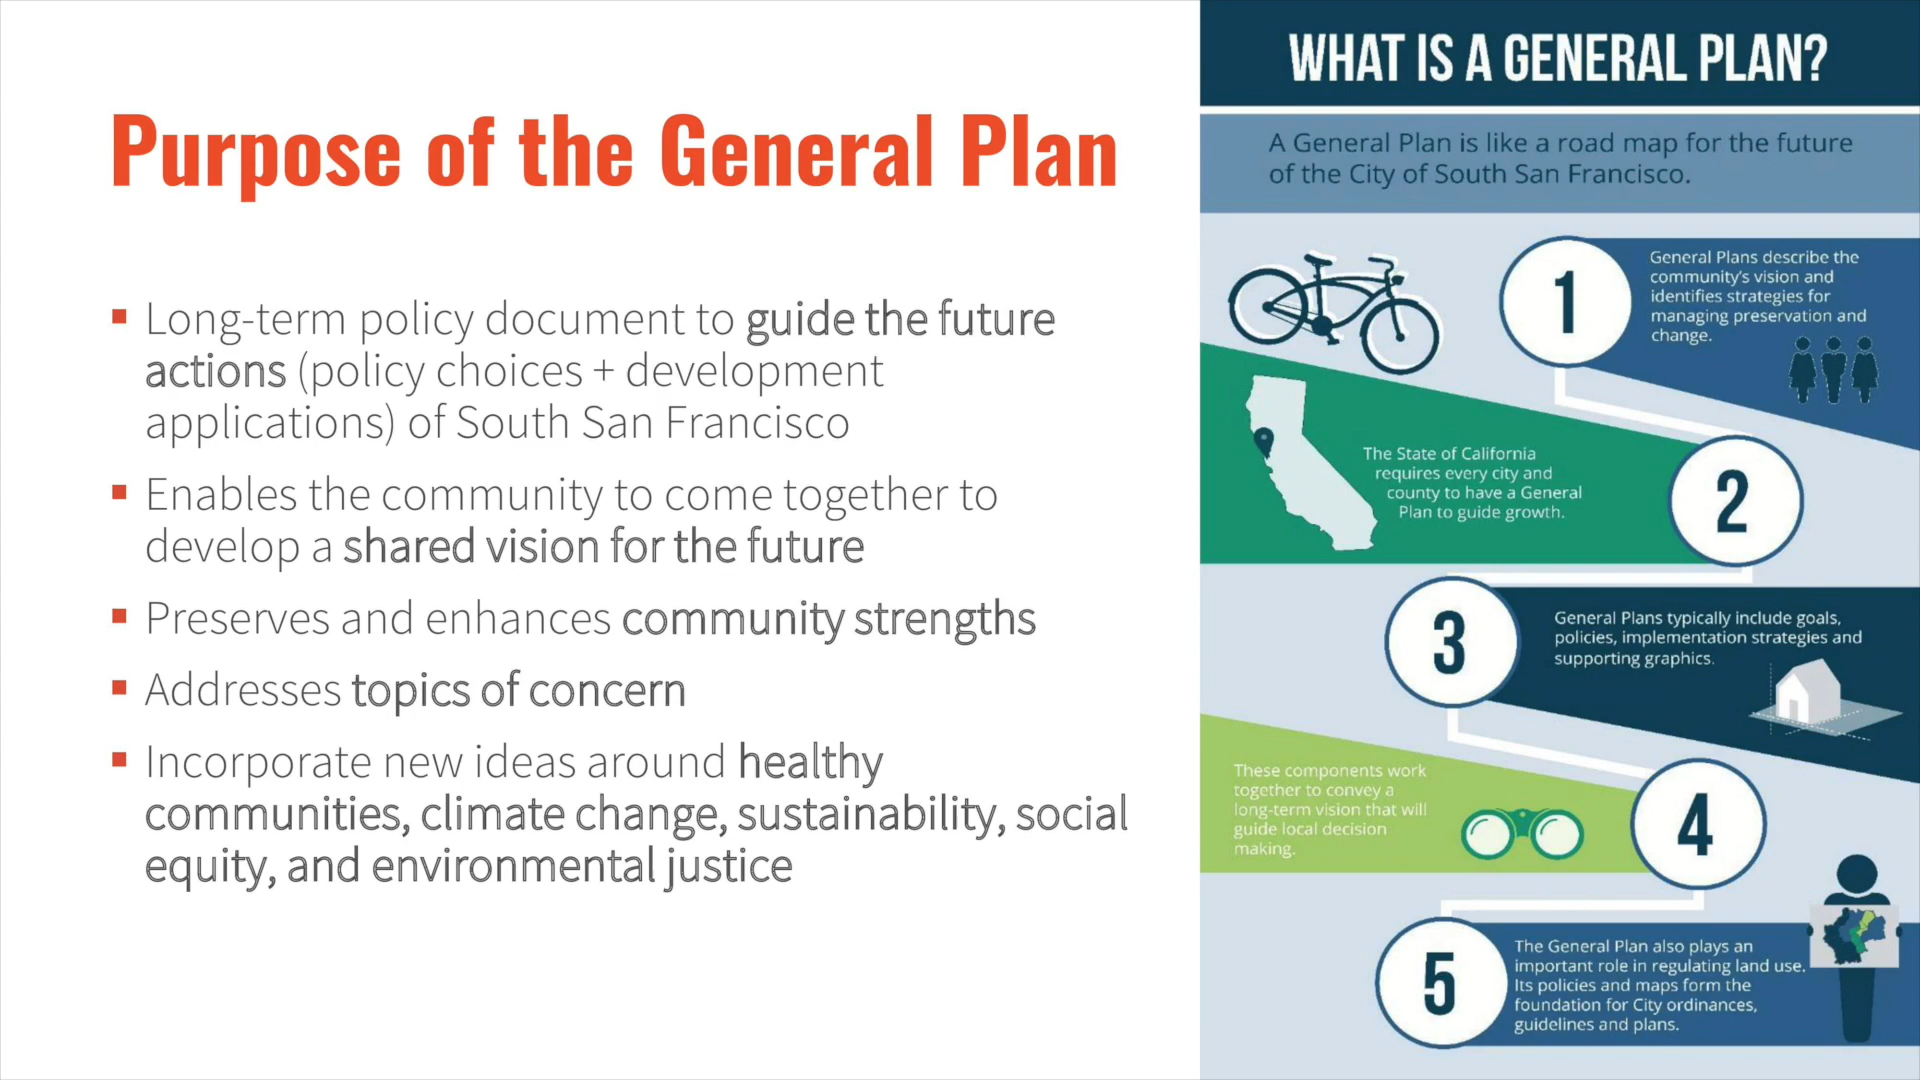 Purpose of the General Plan
▪ Long-term policy document to guide the future
actions (policy choices + development
applications) of South San Francisco
▪ Enables the community to come together to
develop a shared vision for the future
▪ Preserves and enhances community strengths
▪ Addresses topics of concern
▪ Incorporate new ideas around healthy
communities, climate change, sustainability, social
equity, and environmental justice
WHAT IS A GENERAL PLAN?
A General Plan is like a road map for the future
of the City of South San Francisco.
1
General Plans describe the
community's vision and
identifies strategies for
managing preservation and
change.
The State of California
requires every city and
county to have a General
Plan to guide growth.
2
3
General Plans typically include goals,
policies, implementation strategies and
supporting graphics.
These components work
together to convey a
long-term vision that will
guide local decision
making.
4
5
The General Plan also plays an
important role in regulating land use.
Its policies and maps form the
foundation for City ordinances,
guidelines and plans.